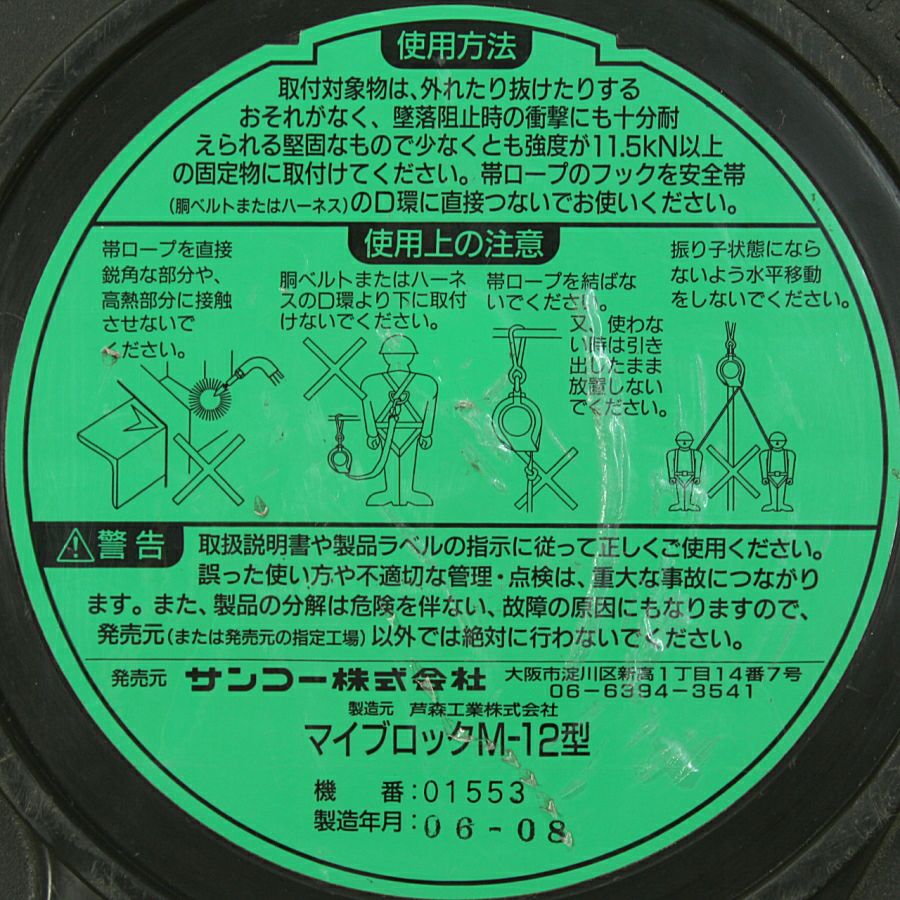 使用方法
取付対象物は、外れたり抜けたりする
おそれがなく、墜落阻止時の衝撃にも十分耐
えられる堅固なもので少なくとも強度が11.5kN以上
の固定物に取付けてください。帯ロープのフックを安全帯
(胴ベルトまたはハーネス)のD環に直接つないでお使いください。
使用上の注意
帯ロープを直接
鋭角な部分や、
高熱部分に接触
させないで
ください。
胴ベルトまたはハーネ
スのD環より下に取付
けないでください。
帯ロープを結ばな
いでください。
又、使わな
い時は引き
出したまま
放置しない
でください。
振り子状態になら
ないよう水平移動
をしないでください。
警告
取扱説明書や製品ラベルの指示に従って正しくご使用ください。
誤った使い方や不適切な管理・点検は、重大な事故につながり
ます。また、製品の分解は危険を伴ない、故障の原因にもなりますので、
発売元(または発売元の指定工場)以外では絶対に行わないでください。
発売元 サンコー株式会社 大阪市淀川区新高1丁目14番7号
06-6394-3541
製造元 芦森工業株式会社
マイブロックM-12型
機 番:01553
製造年月:06-08